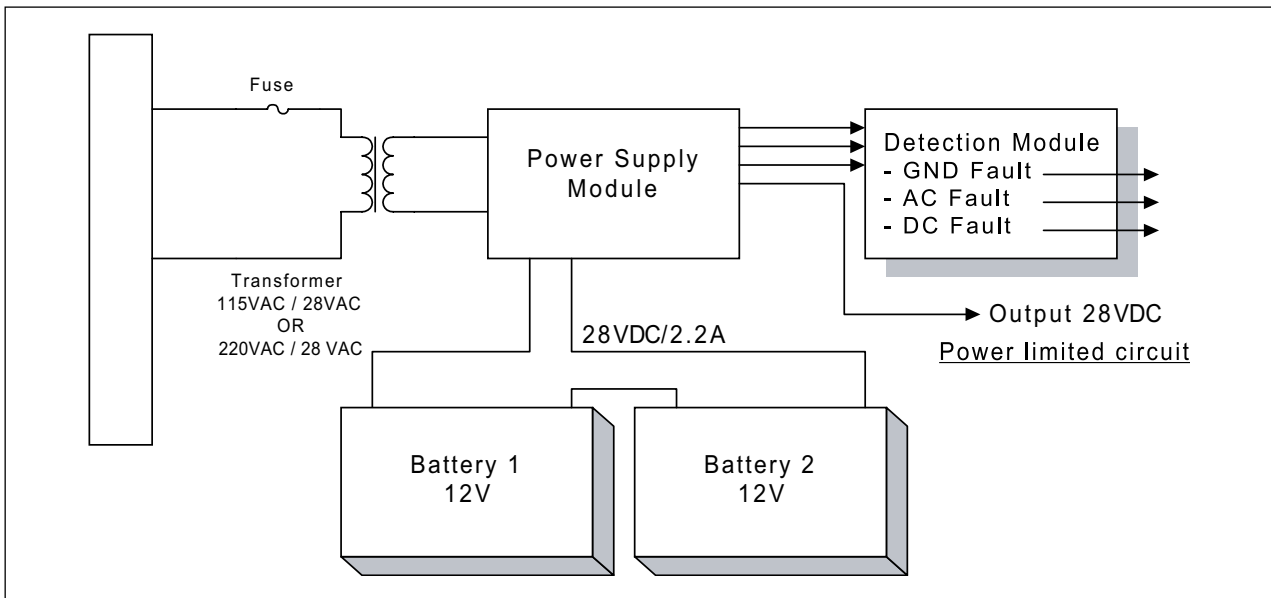 Fuse
Transformer
115VAC / 28VAC
OR
220VAC / 28 VAC
Power Supply
Module
Detection Module
- GND Fault
- AC Fault
- DC Fault
Output 28VDC
Power limited circuit
28VDC/2.2A
Battery 1
12V
Battery 2
12V